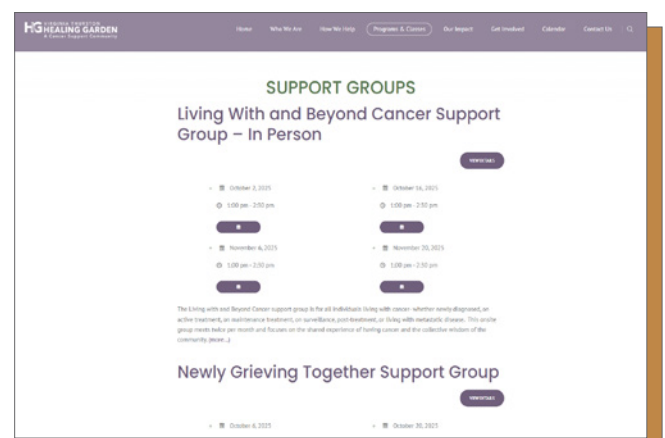 VIRGINIA THURSTON
HG HEALING GARDEN
A Cancer Support Community
Home Who We Are How We Help Programs & Classes Our Impact Get Involved Calendar Contact Us
SUPPORT GROUPS
Living With and Beyond Cancer Support
Group – In Person
VIEW DETAILS
October 2, 2025 October 16, 2025
1:00 pm - 2:30 pm 1:00 pm - 2:30 pm
November 6, 2025 November 20, 2025
1:00 pm - 2:30 pm 1:00 pm - 2:30 pm
The Living with and Beyond Cancer support group is for all individuals living with cancer- whether newly diagnosed, on
active treatment, on maintenance treatment, on surveillance, post-treatment, or living with metastatic disease. This onsite
group meets twice per month and focuses on the shared experience of having cancer and the collective wisdom of the
community. (more...)
Newly Grieving Together Support Group
VIEW DETAILS
October 6, 2025 October 20, 2025